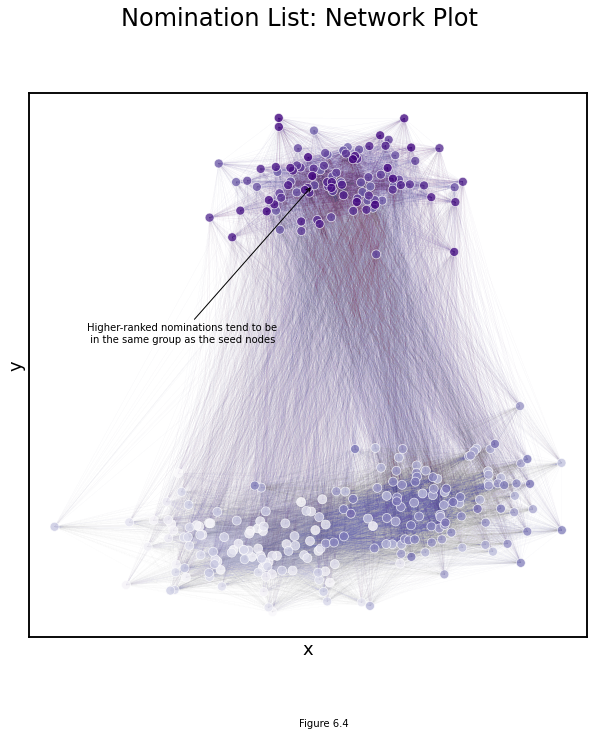 Nomination List: Network Plot
Higher-ranked nominations tend to be
in the same group as the seed nodes
y
x
Figure 6.4